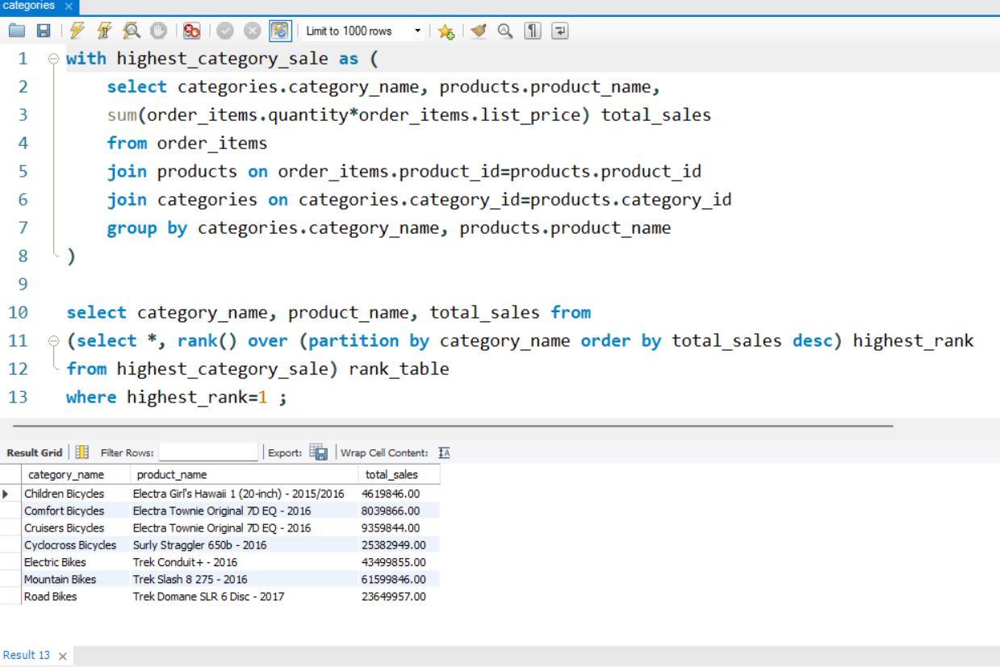 categories
Limit to 1000 rows
1 with highest_category_sale as (
2 select categories.category_name, products.product_name,
3 sum(order_items.quantity*order_items.list_price) total_sales
4 from order_items
5 join products on order_items.product_id=products.product_id
6 join categories on categories.category_id=products.category_id
7 group by categories.category_name, products.product_name
8 )
9
10 select category_name, product_name, total_sales from
11 (select *, rank() over (partition by category_name order by total_sales desc) highest_rank
12 from highest_category_sale) rank_table
13 where highest_rank=1 ;
Result Grid Filter Rows: Export: Wrap Cell Content:
category_name product_name total_sales
Children Bicycles Electra Girl's Hawaii 1 (20-inch) - 2015/2016 4619846.00
Comfort Bicycles Electra Townie Original 7D EQ - 2016 8039866.00
Cruisers Bicycles Electra Townie Original 7D EQ - 2016 9359844.00
Cyclocross Bicycles Surly Straggler 650b - 2016 25382949.00
Electric Bikes Trek Conduit+ - 2016 43499855.00
Mountain Bikes Trek Slash 8 275 - 2016 61599846.00
Road Bikes Trek Domane SLR 6 Disc - 2017 23649957.00
Result 13